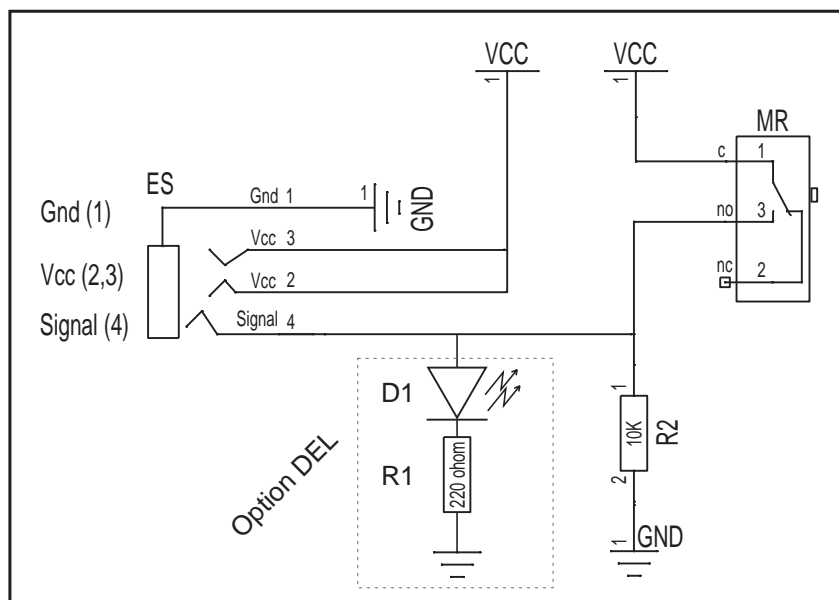 VCC
1
VCC
1
MR
c 1
ES
Gnd 1
1
GND
Gnd (1)
no 3
Vcc 3
Vcc (2,3)
Vcc 2
nc 2
Signal (4)
Signal 4
D1
1
10K
R2
2
Option DEL
R1
220 ohom
1
GND